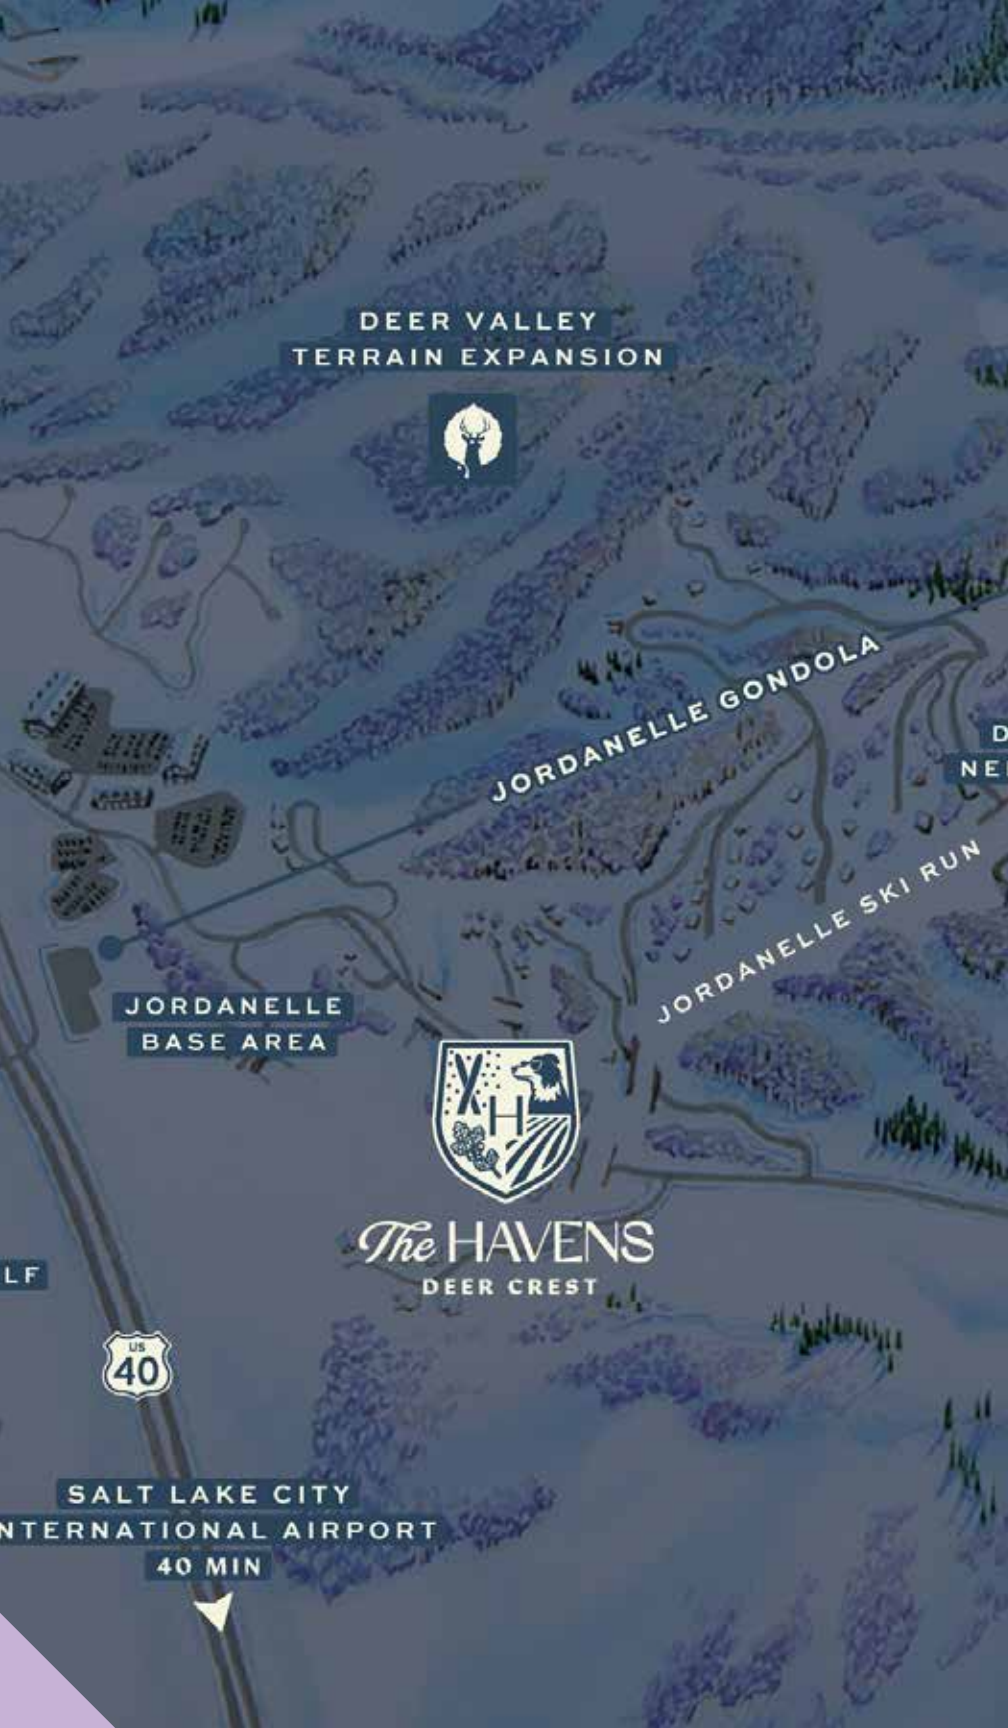 DEER VALLEY
TERRAIN EXPANSION
JORDANELLE GONDOLA
D
NE
JORDANELLE SKI RUN
JORDANELLE
BASE AREA
H
The HAVENS
DEER CREST
LF
US
40
SALT LAKE CITY
NTERNATIONAL AIRPORT
40 MIN